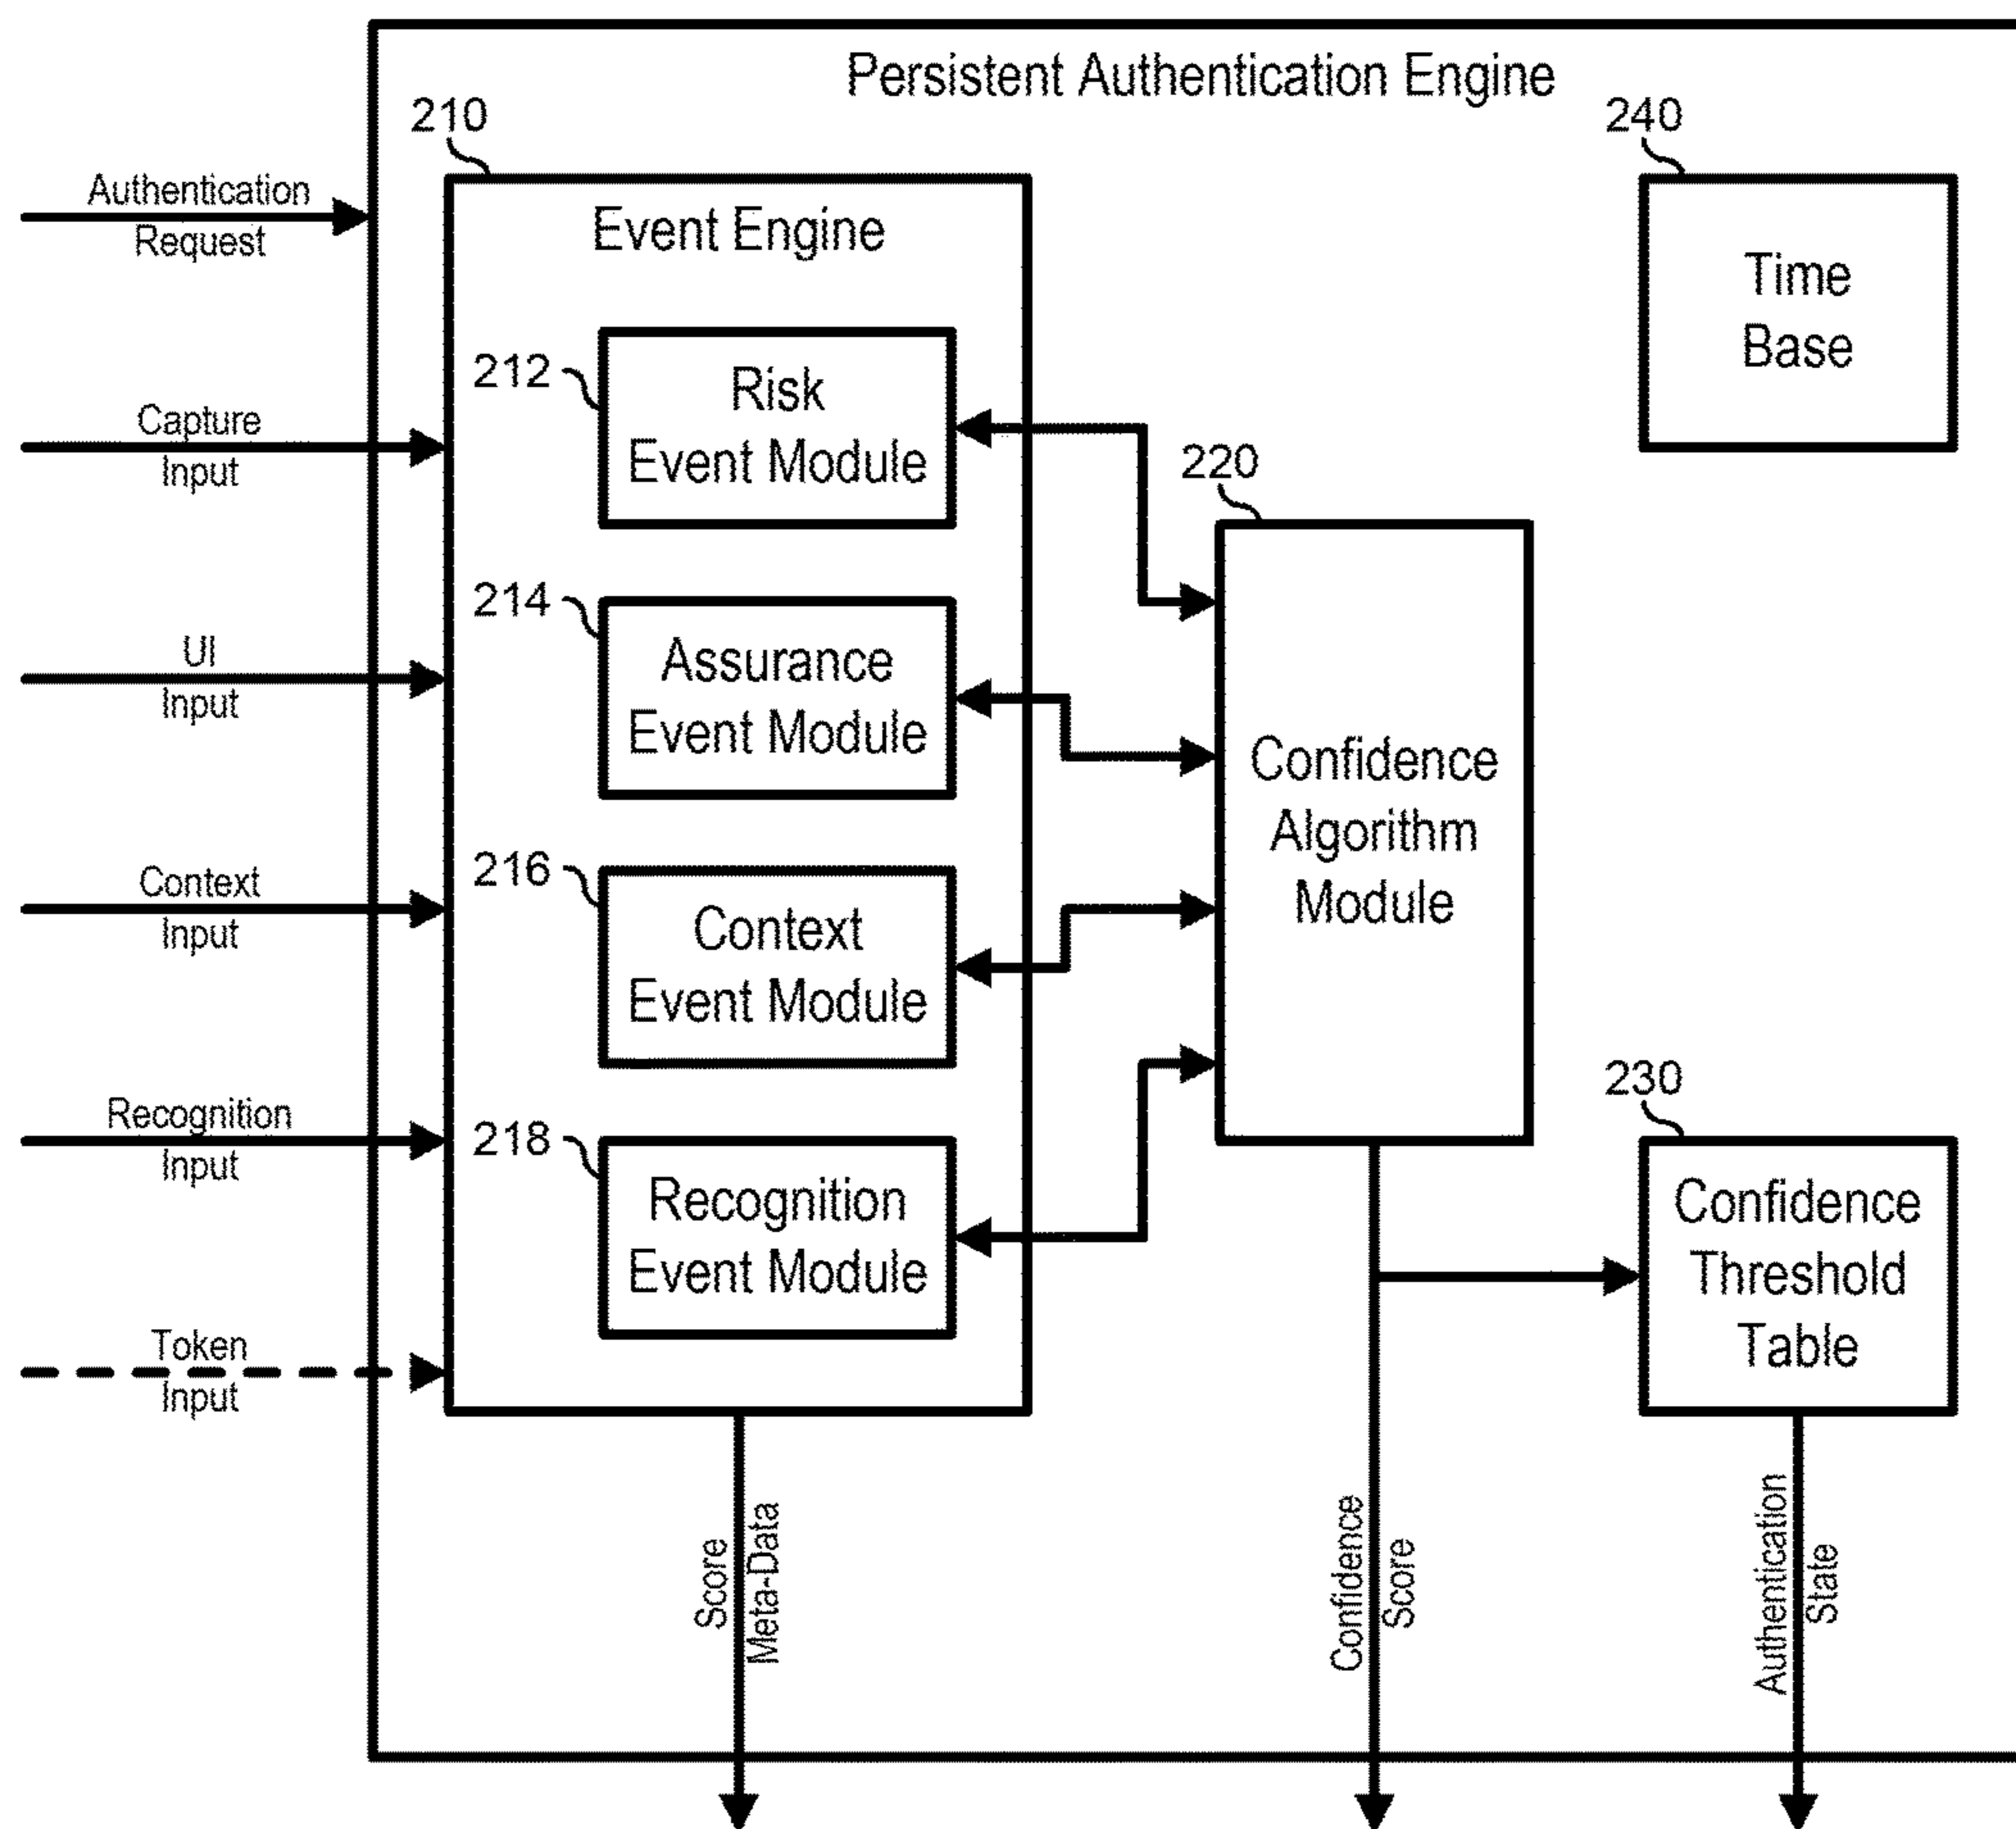 Persistent Authentication Engine
210
240
Authentication
Request
Event Engine
Time
Base
212
Risk
Event Module
Capture
Input
220
214
Assurance
Event Module
UI
Input
Confidence
Algorithm
Module
216
Context
Event Module
Context
Input
230
218
Recognition
Event Module
Recognition
Input
Confidence
Threshold
Table
Token
Input
Score
Meta-Data
Confidence
Score
Authentication
State